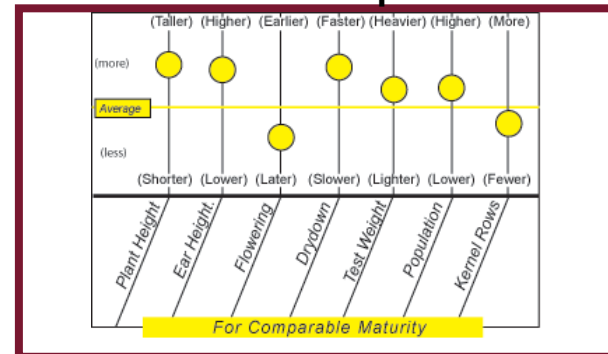 (Taller) (Higher) (Earlier) (Faster) (Heavier) (Higher) (More)
(more)
Average
(less)
(Shorter) (Lower) (Later) (Slower) (Lighter) (Lower) (Fewer)
Plant Height
Ear Height.
Flowering
Drydown
Test Weight
Population
Kernel Rows
For Comparable Maturity